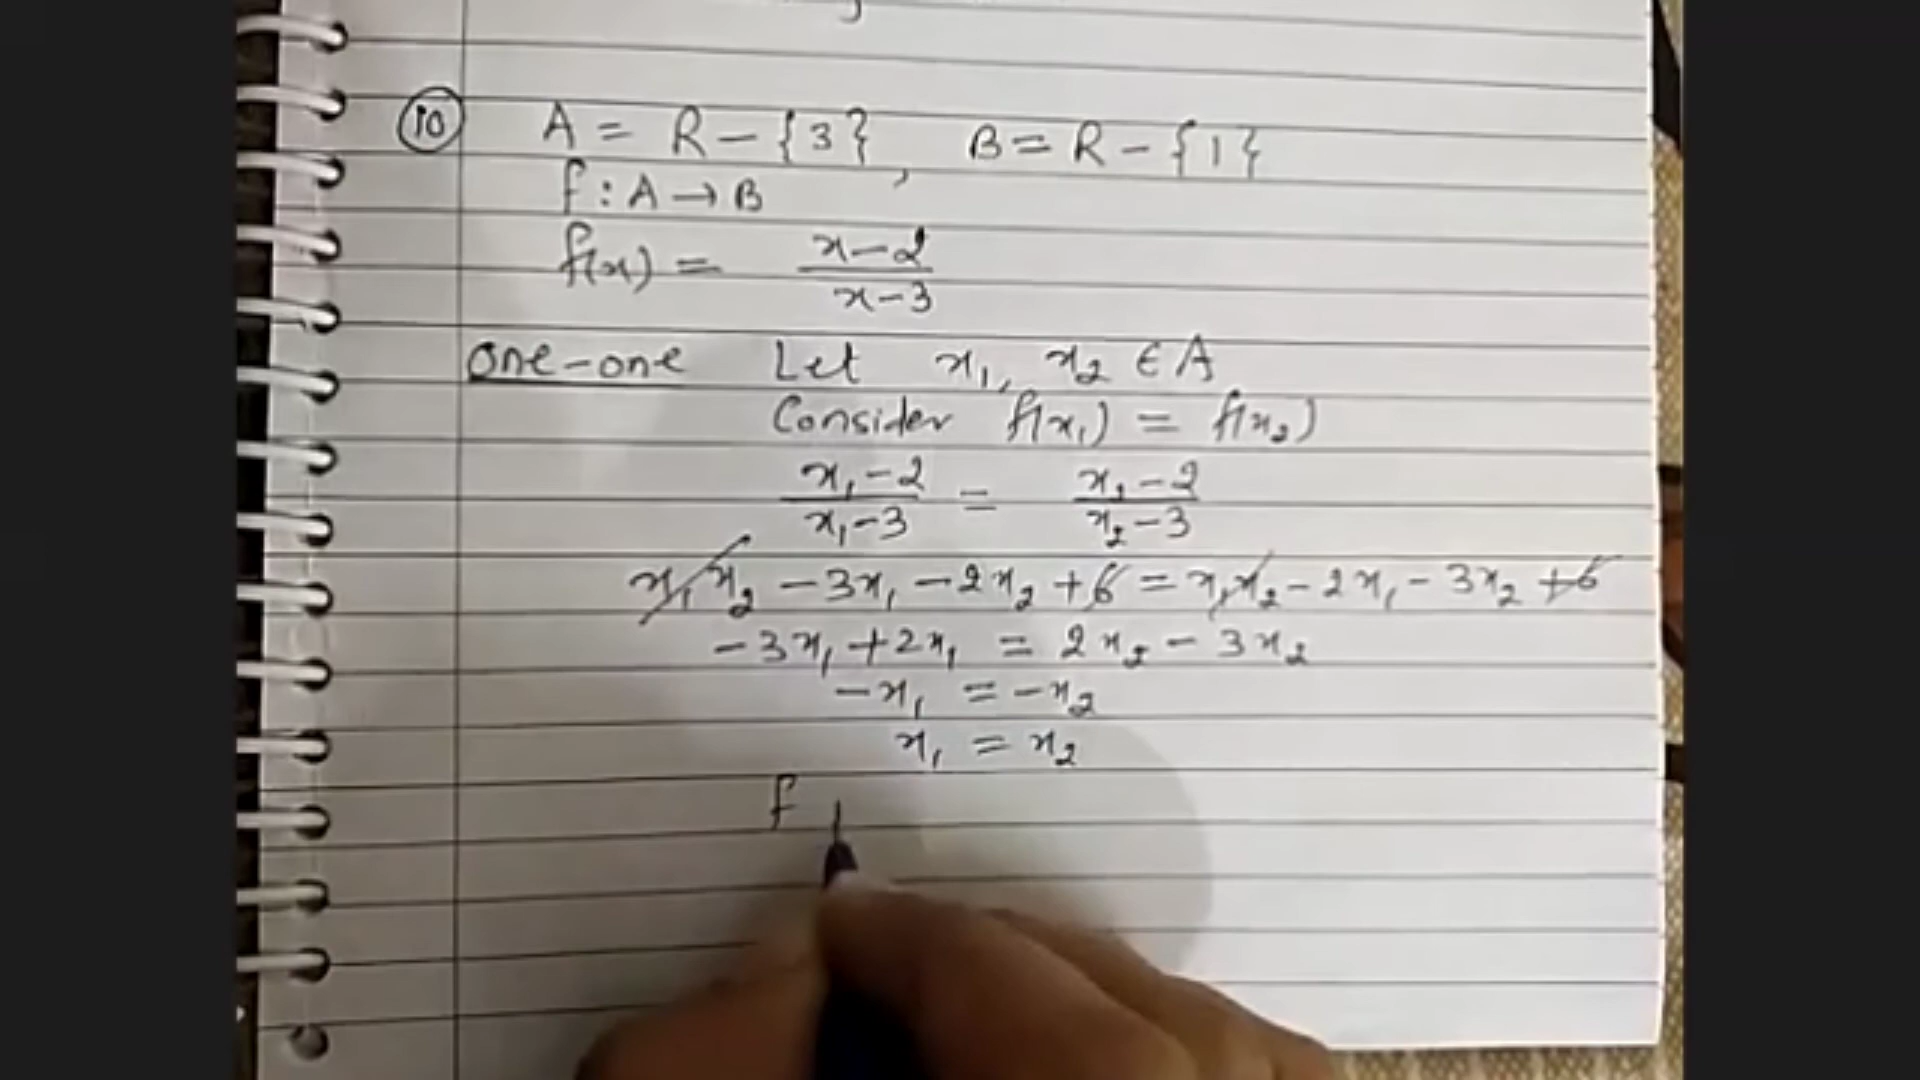 10 A = R - {3}, B = R - {1}
f : A → B
f(x) = x-2 / x-3
one-one Let x₁, x₂ ∈ A
Consider f(x₁) = f(x₂)
x₁-2 / x₁-3 = x₂-2 / x₂-3
x₁x₂ - 3x₁ - 2x₂ + 6 = x₁x₂ - 2x₁ - 3x₂ + 6
-3x₁ + 2x₁ = 2x₂ - 3x₂
-x₁ = -x₂
x₁ = x₂
f